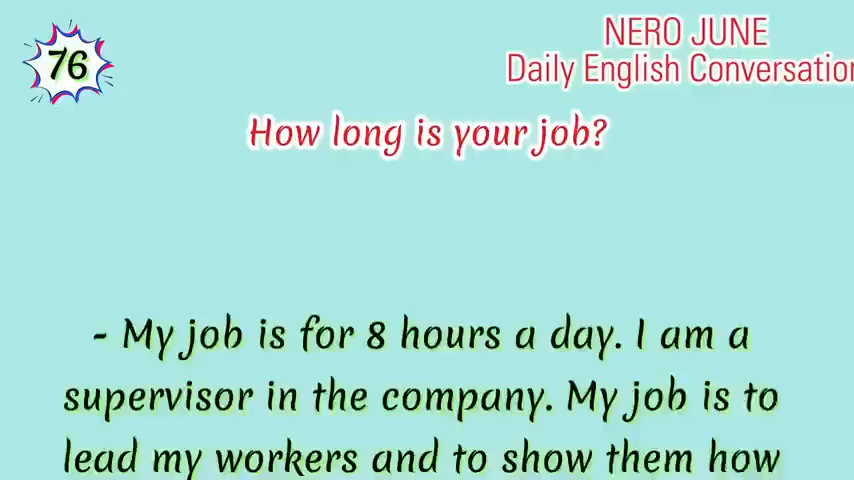 76
NERO JUNE
Daily English Conversation
How long is your job?
- My job is for 8 hours a day. I am a
supervisor in the company. My job is to
lead my workers and to show them how